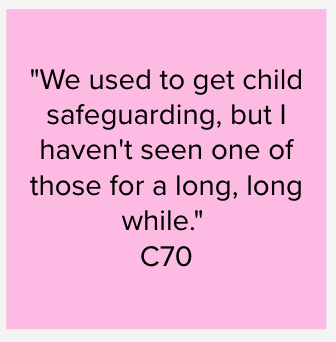 "We used to get child
safeguarding, but I
haven't seen one of
those for a long, long
while."
C70